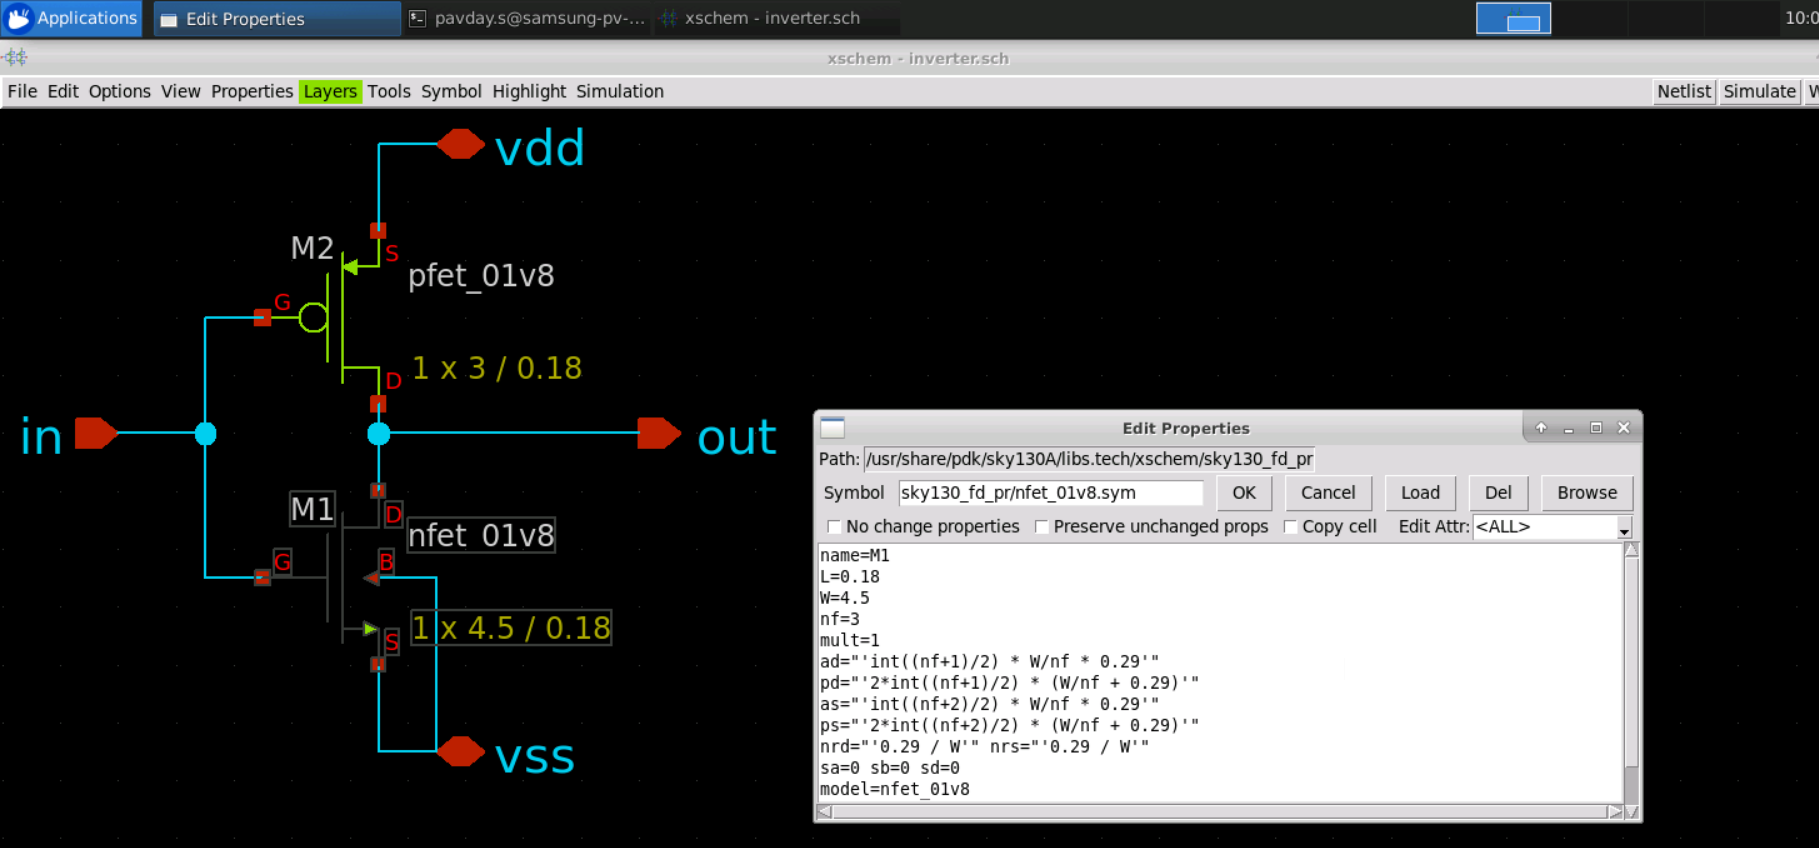 Applications
Edit Properties
pavday.s@samsung-pv-...
xschem - inverter.sch
xschem - inverter.sch
File Edit Options View Properties Layers Tools Symbol Highlight Simulation
Netlist Simulate
vdd
M2
S
pfet_01v8
G
D
1 x 3 / 0.18
in
out
M1
D
nfet_01v8
G
B
1 x 4.5 / 0.18
S
vss
Edit Properties
Path: /usr/share/pdk/sky130A/libs.tech/xschem/sky130_fd_pr
Symbol sky130_fd_pr/nfet_01v8.sym OK Cancel Load Del Browse
No change properties Preserve unchanged props Copy cell Edit Attr: <ALL>
name=M1
L=0.18
W=4.5
nf=3
mult=1
ad="'int((nf+1)/2) * W/nf * 0.29'"
pd="'2*int((nf+1)/2) * (W/nf + 0.29)'"
as="'int((nf+2)/2) * W/nf * 0.29'"
ps="'2*int((nf+2)/2) * (W/nf + 0.29)'"
nrd="'0.29 / W'" nrs="'0.29 / W'"
sa=0 sb=0 sd=0
model=nfet_01v8